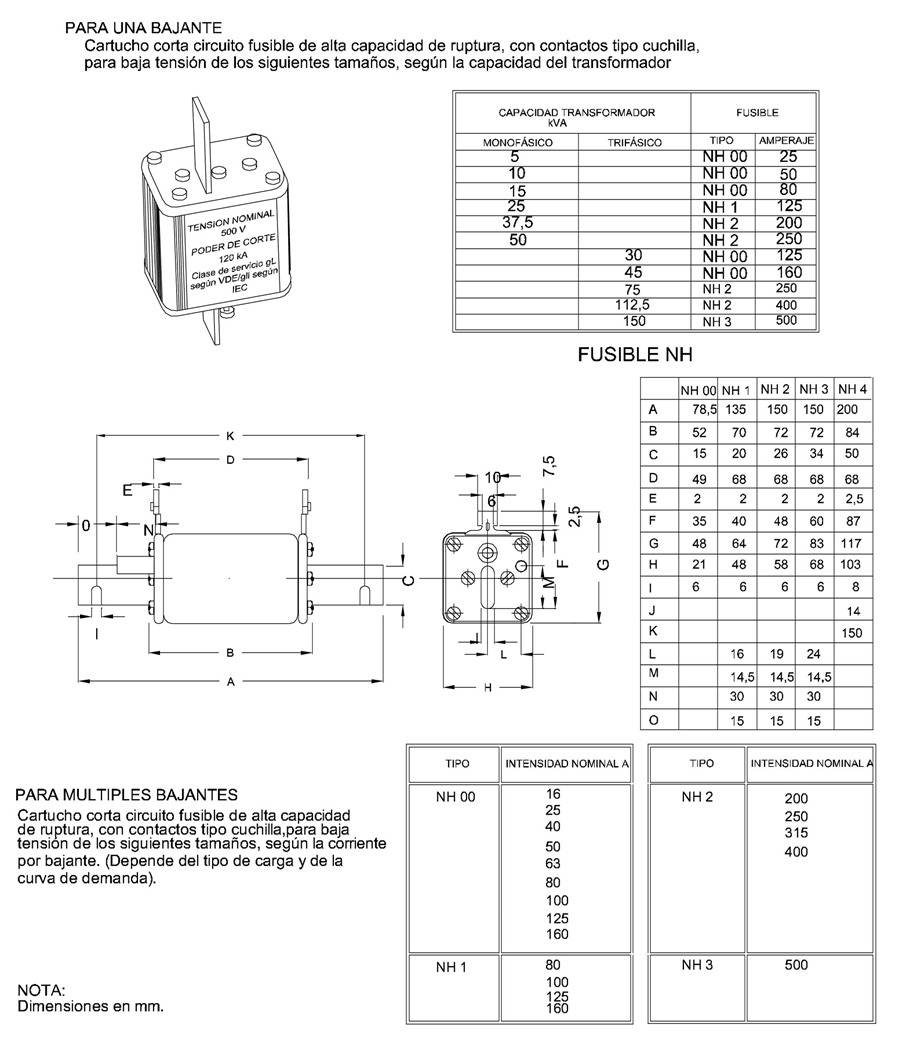 PARA UNA BAJANTE
Cartucho corta circuito fusible de alta capacidad de ruptura, con contactos tipo cuchilla,
para baja tensión de los siguientes tamaños, según la capacidad del transformador
TENSION NOMINAL
500 V
PODER DE CORTE
120 kA
Clase de servicio gL
según VDE/gli según
IEC
CAPACIDAD TRANSFORMADOR kVA FUSIBLE
MONOFÁSICO TRIFÁSICO TIPO AMPERAJE
5 NH 00 25
10 NH 00 50
15 NH 00 80
25 NH 1 125
37,5 NH 2 200
50 NH 2 250
30 NH 00 125
45 NH 00 160
75 NH 2 250
112,5 NH 2 400
150 NH 3 500
FUSIBLE NH
K
D
E
0
N
C
I
B
A
10
6
7,5
2,5
M
F
G
L
H
NH 00 NH 1 NH 2 NH 3 NH 4
A 78,5 135 150 150 200
B 52 70 72 72 84
C 15 20 26 34 50
D 49 68 68 68 68
E 2 2 2 2 2,5
F 35 40 48 60 87
G 48 64 72 83 117
H 21 48 58 68 103
I 6 6 6 6 8
J 14
K 150
L 16 19 24
M 14,5 14,5 14,5
N 30 30 30
O 15 15 15
PARA MULTIPLES BAJANTES
Cartucho corta circuito fusible de alta capacidad
de ruptura, con contactos tipo cuchilla,para baja
tensión de los siguientes tamaños, según la corriente
por bajante. (Depende del tipo de carga y de la
curva de demanda).
TIPO INTENSIDAD NOMINAL A
NH 00 16
25
40
50
63
80
100
125
160
NH 1 80
100
125
160
TIPO INTENSIDAD NOMINAL A
NH 2 200
250
315
400
NH 3 500
NOTA:
Dimensiones en mm.